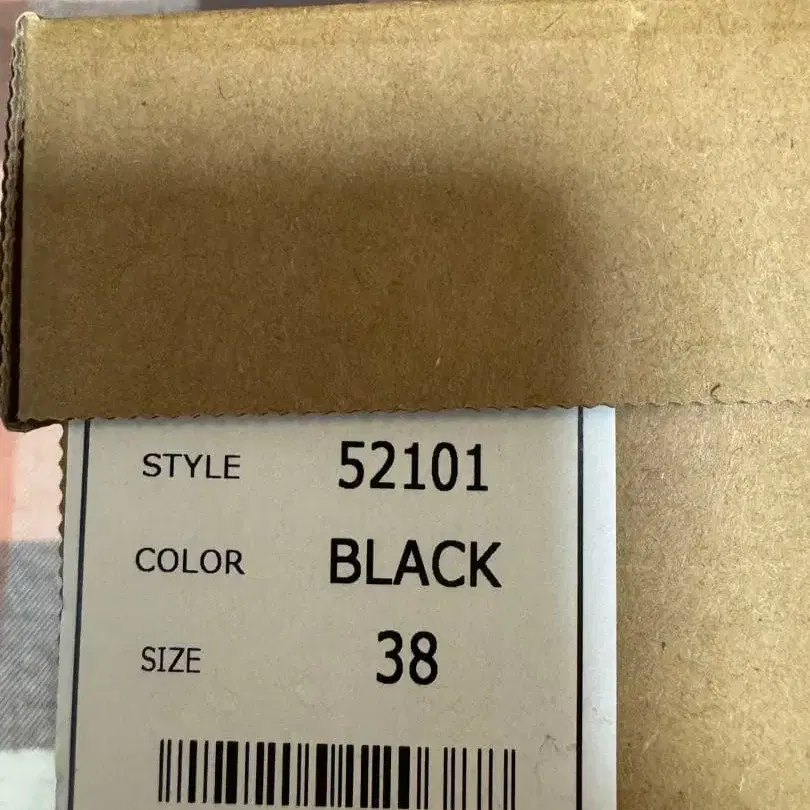 STYLE 52101
COLOR BLACK
SIZE 38